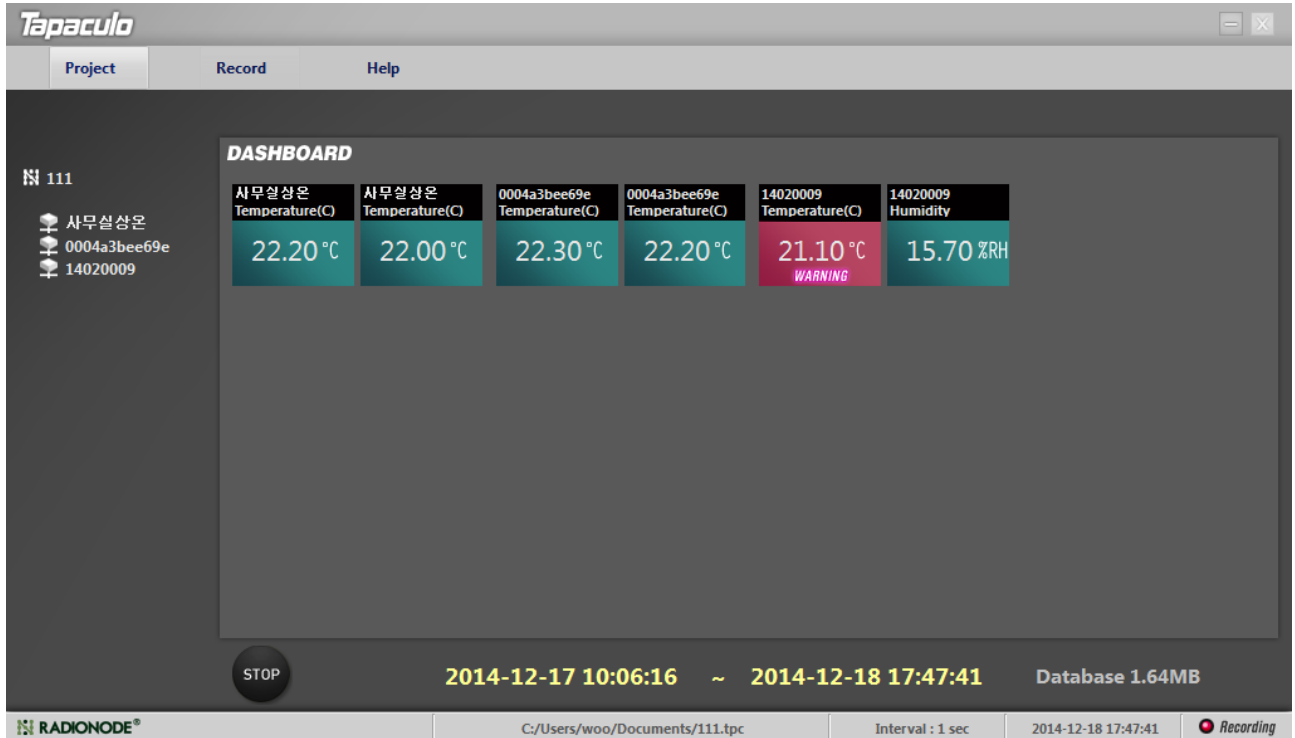 Tapaculo
Project Record Help
DASHBOARD
111
사무실상온
0004a3bee69e
14020009
사무실상온
Temperature(C)
22.20 °C
사무실상온
Temperature(C)
22.00 °C
0004a3bee69e
Temperature(C)
22.30 °C
0004a3bee69e
Temperature(C)
22.20 °C
14020009
Temperature(C)
21.10 °C
WARNING
14020009
Humidity
15.70 %RH
STOP
2014-12-17 10:06:16 ~ 2014-12-18 17:47:41
Database 1.64MB
RADIONODE®
C:/Users/woo/Documents/111.tpc
Interval : 1 sec
2014-12-18 17:47:41
Recording